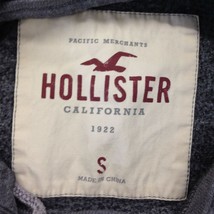 PACIFIC MERCHANTS
HOLLISTER
CALIFORNIA
1922
S
MADE IN CHINA